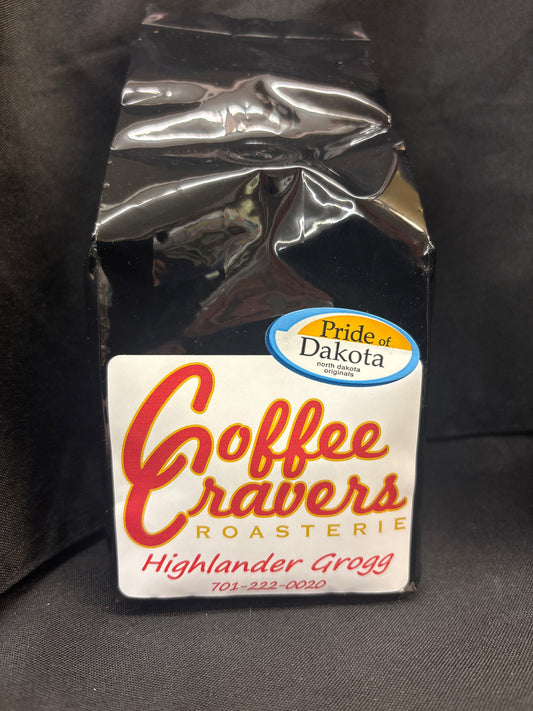 Pride of
Dakota
north dakota
originals
Coffee
Cravers
ROASTERIE
Highlander Grogg
701-222-0020